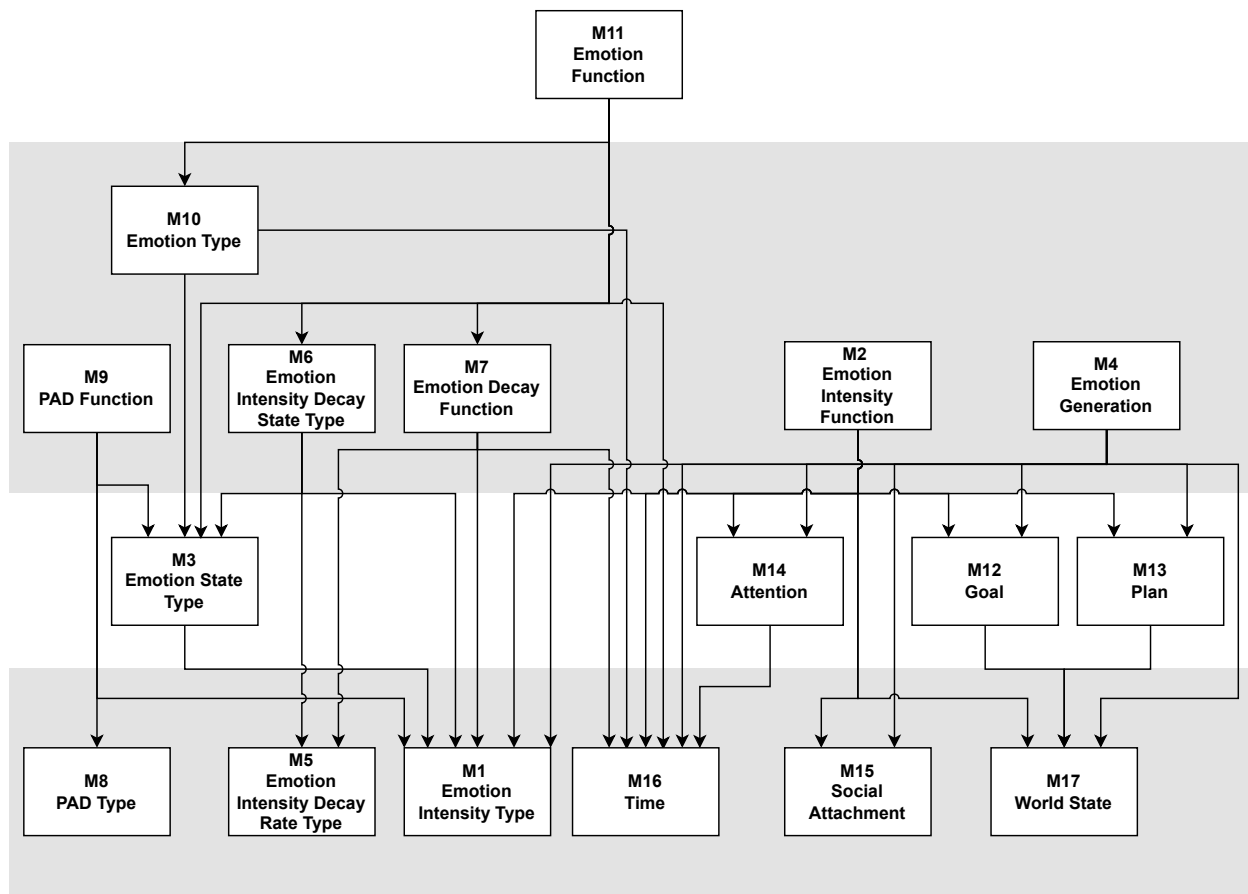 M11
Emotion
Function
M10
Emotion Type
M9
PAD Function
M6
Emotion
Intensity Decay
State Type
M7
Emotion Decay
Function
M2
Emotion
Intensity
Function
M4
Emotion
Generation
M3
Emotion State
Type
M14
Attention
M12
Goal
M13
Plan
M8
PAD Type
M5
Emotion
Intensity Decay
Rate Type
M1
Emotion
Intensity Type
M16
Time
M15
Social
Attachment
M17
World State